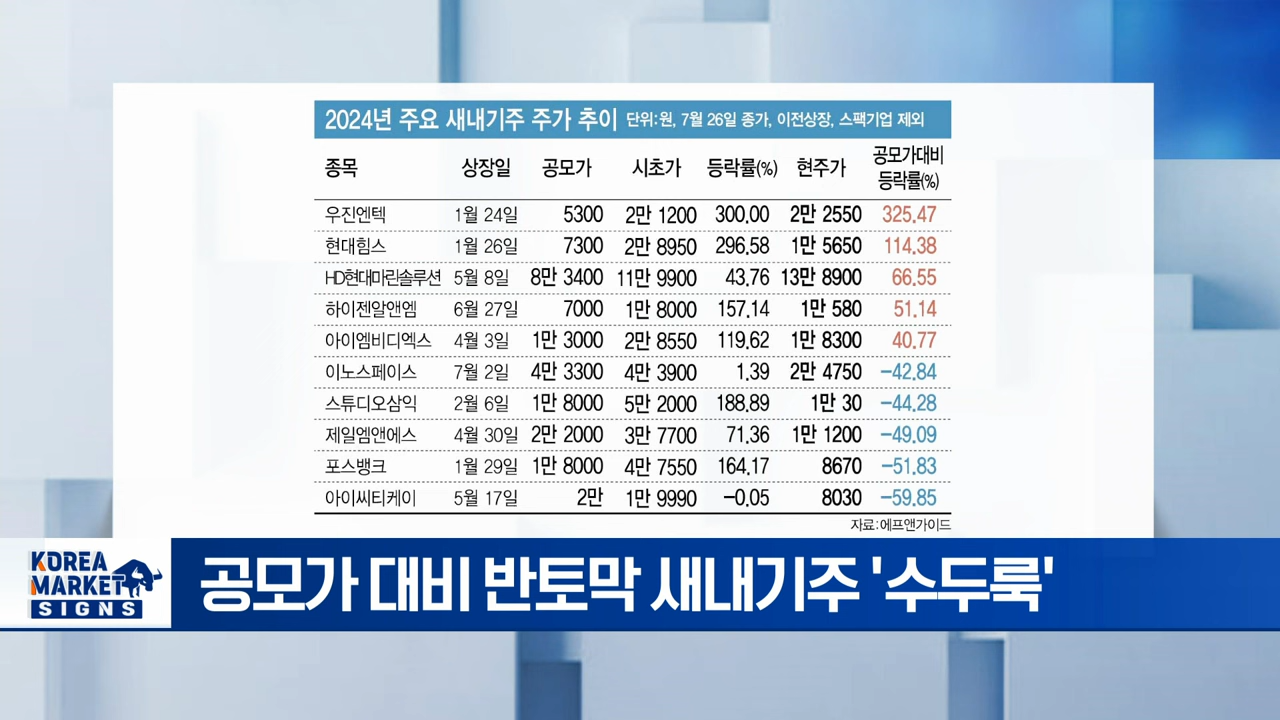 2024년 주요 새내기주 주가 추이 단위:원, 7월 26일 종가, 이전상장, 스팩기업 제외
종목 상장일 공모가 시초가 등락률(%) 현주가 공모가대비 등락률(%)
우진엔텍 1월 24일 5300 2만 1200 300.00 2만 2550 325.47
현대힘스 1월 26일 7300 2만 8950 296.58 1만 5650 114.38
HD현대마린솔루션 5월 8일 8만 3400 11만 9900 43.76 13만 8900 66.55
하이젠알앤엠 6월 27일 7000 1만 8000 157.14 1만 580 51.14
아이엠비디엑스 4월 3일 1만 3000 2만 8550 119.62 1만 8300 40.77
이노스페이스 7월 2일 4만 3300 4만 3900 1.39 2만 4750 −42.84
스튜디오삼익 2월 6일 1만 8000 5만 2000 188.89 1만 30 −44.28
제일엠앤에스 4월 30일 2만 2000 3만 7700 71.36 1만 1200 −49.09
포스뱅크 1월 29일 1만 8000 4만 7550 164.17 8670 −51.83
아이씨티케이 5월 17일 2만 1만 9990 −0.05 8030 −59.85
자료:에프앤가이드
KOREA
MARKET
SIGNS
공모가 대비 반토막 새내기주 '수두룩'